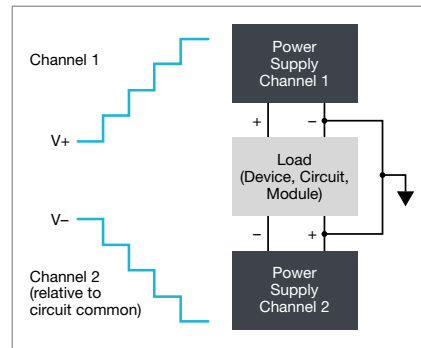 Channel 1
V+
V–
Channel 2
(relative to
circuit common)
Power
Supply
Channel 1
+ –
Load
(Device, Circuit,
Module)
– +
Power
Supply
Channel 2